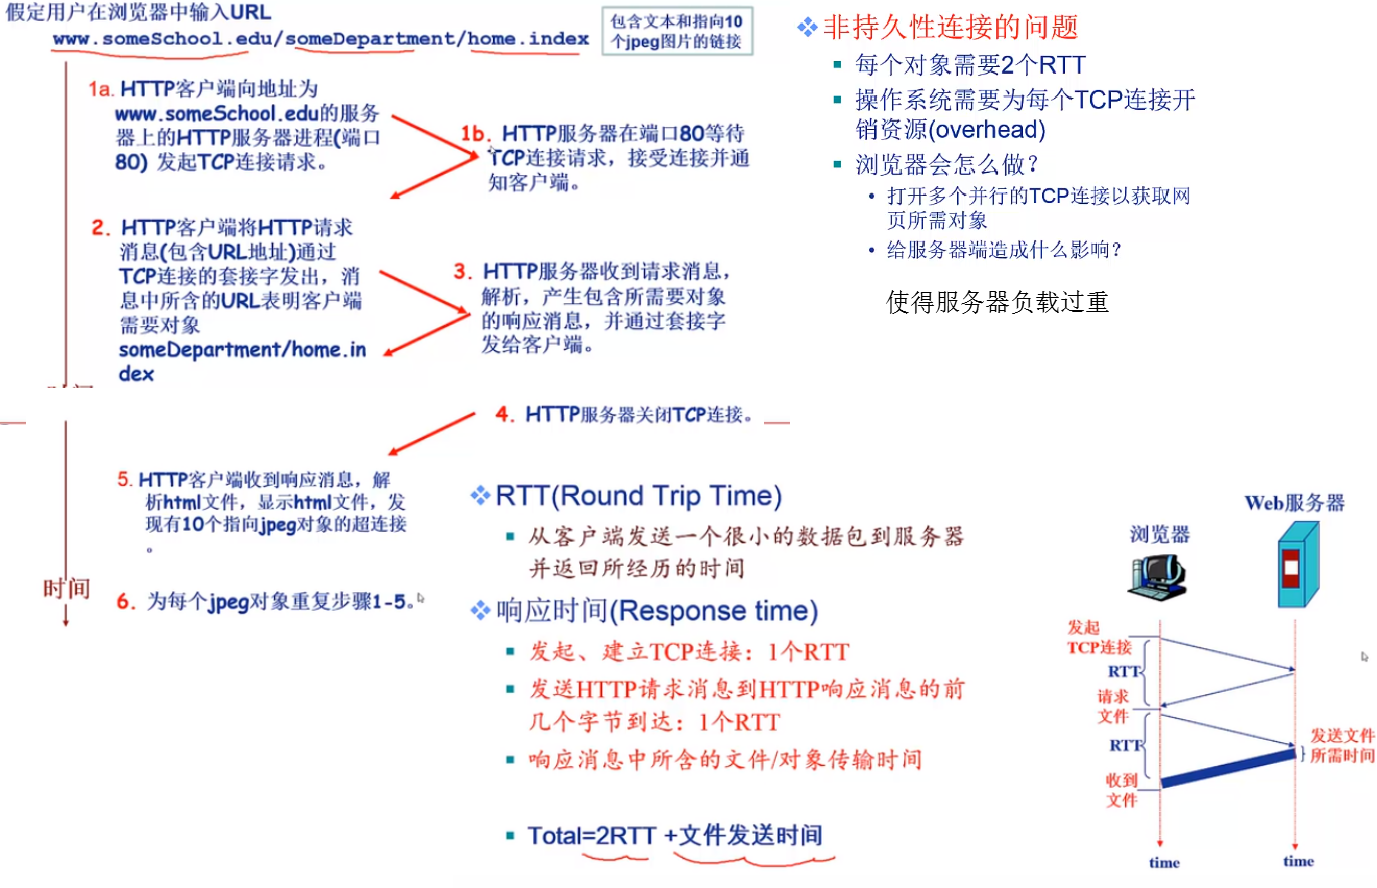 假定用户在浏览器中输入URL
www.someSchool.edu/someDepartment/home.index
包含文本和指向10
个jpeg图片的链接
1a. HTTP客户端向地址为
www.someSchool.edu的服务
器上的HTTP服务器进程(端口
80) 发起TCP连接请求。
1b. HTTP服务器在端口80等待
TCP连接请求，接受连接并通
知客户端。
2. HTTP客户端将HTTP请求
消息(包含URL地址)通过
TCP连接的套接字发出，消
息中所含的URL表明客户端
需要对象
someDepartment/home.in
dex
3. HTTP服务器收到请求消息，
解析，产生包含所需要对象
的响应消息，并通过套接字
发给客户端。
4. HTTP服务器关闭TCP连接。
5. HTTP客户端收到响应消息，解
析html文件，显示html文件，发
现有10个指向jpeg对象的超连接
。
时间
6. 为每个jpeg对象重复步骤1-5。
非持久性连接的问题
每个对象需要2个RTT
操作系统需要为每个TCP连接开
销资源(overhead)
浏览器会怎么做？
• 打开多个并行的TCP连接以获取网
页所需对象
• 给服务器端造成什么影响？
使得服务器负载过重
RTT(Round Trip Time)
从客户端发送一个很小的数据包到服务器
并返回所经历的时间
响应时间(Response time)
发起、建立TCP连接：1个RTT
发送HTTP请求消息到HTTP响应消息的前
几个字节到达：1个RTT
响应消息中所含的文件/对象传输时间
Total=2RTT +文件发送时间
Web服务器
浏览器
发起
TCP连接
RTT
请求
文件
RTT
发送文件
所需时间
收到
文件
time
time